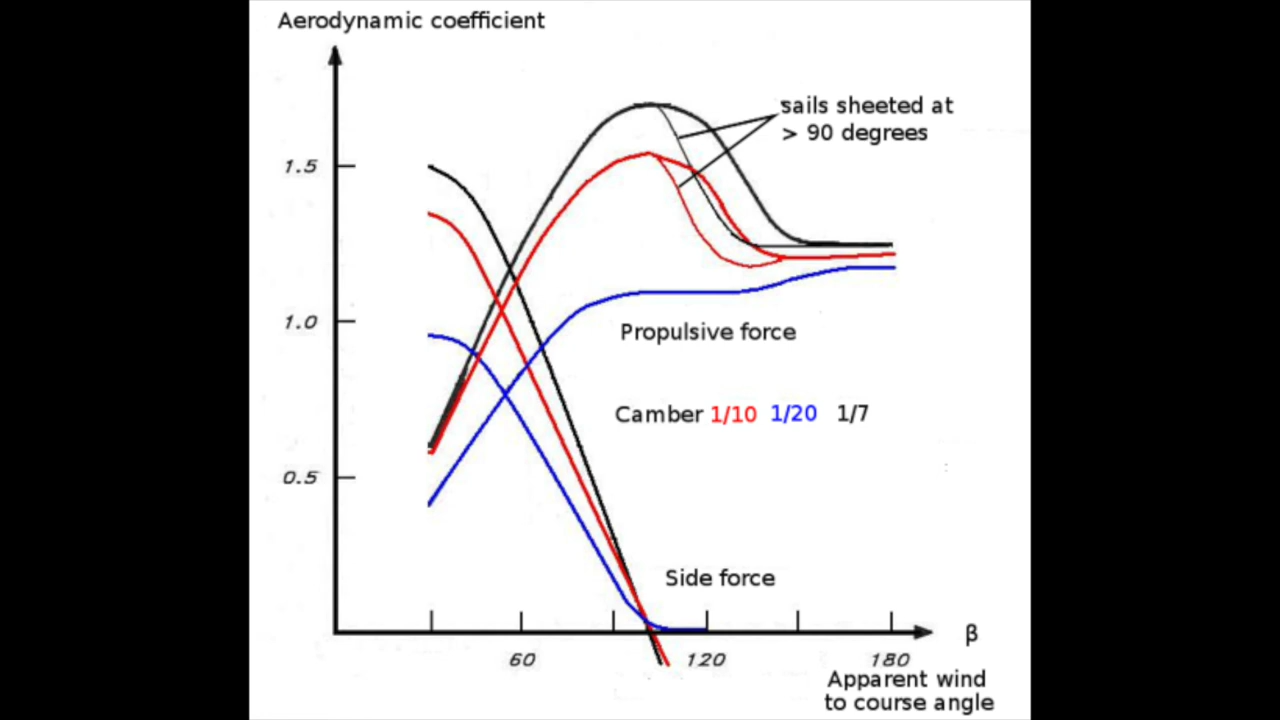 Aerodynamic coefficient
sails sheeted at
> 90 degrees
1.5
1.0
Propulsive force
Camber 1/10 1/20 1/7
0.5
Side force
β
60
120
180
Apparent wind
to course angle